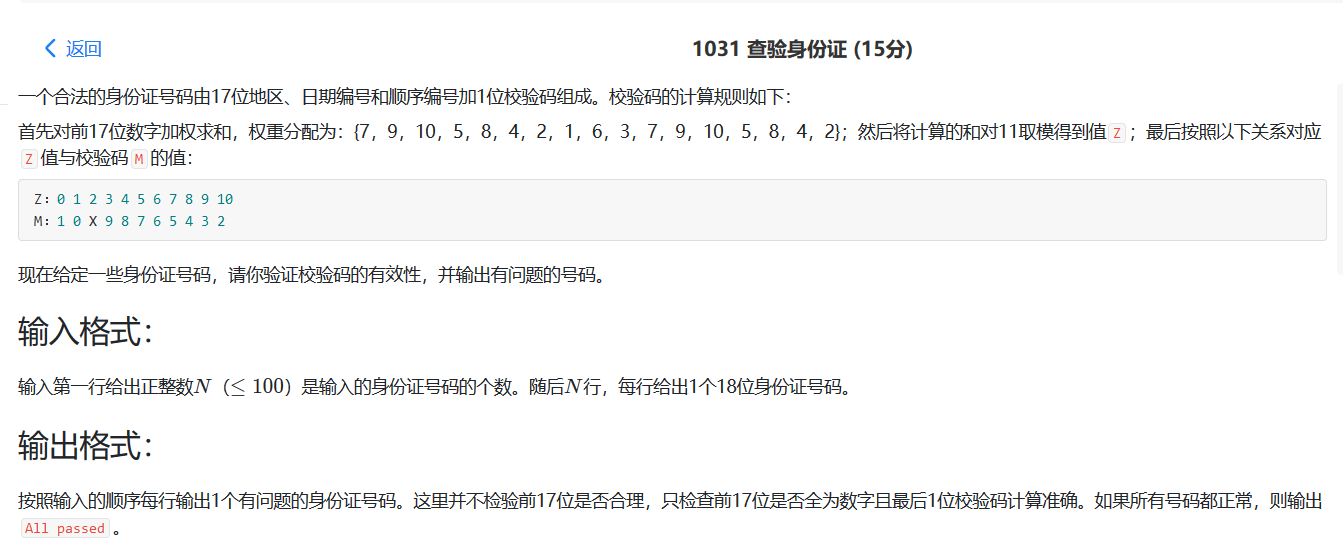 返回
1031 查验身份证 (15分)
一个合法的身份证号码由17位地区、日期编号和顺序编号加1位校验码组成。校验码的计算规则如下：
首先对前17位数字加权求和，权重分配为：{7，9，10，5，8，4，2，1，6，3，7，9，10，5，8，4，2}；然后将计算的和对11取模得到值 Z ；最后按照以下关系对应
Z 值与校验码 M 的值：
Z：0 1 2 3 4 5 6 7 8 9 10
M：1 0 X 9 8 7 6 5 4 3 2
现在给定一些身份证号码，请你验证校验码的有效性，并输出有问题的号码。
输入格式：
输入第一行给出正整数N（≤ 100）是输入的身份证号码的个数。随后N行，每行给出1个18位身份证号码。
输出格式：
按照输入的顺序每行输出1个有问题的身份证号码。这里并不检验前17位是否合理，只检查前17位是否全为数字且最后1位校验码计算准确。如果所有号码都正常，则输出
All passed 。